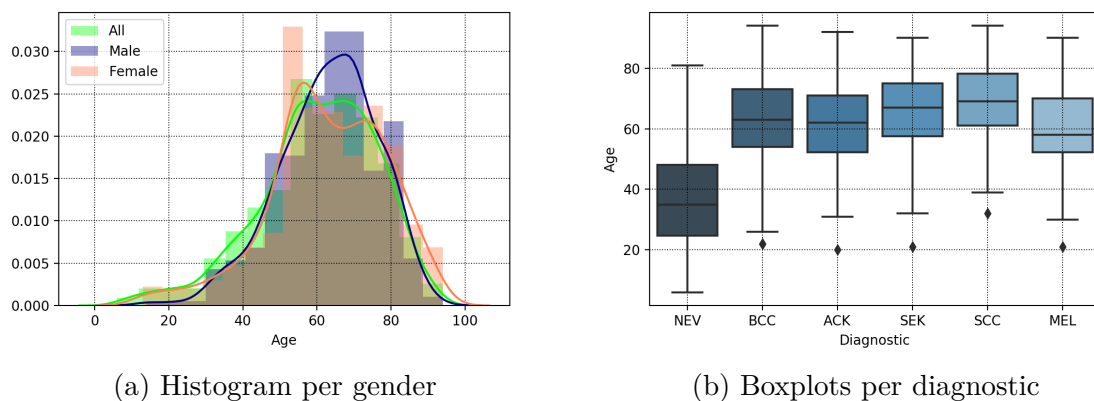 All
Male
Female
0.030
0.025
0.020
0.015
0.010
0.005
0.000
0 20 40 60 80 100
Age
(a) Histogram per gender
Age
80
60
40
20
NEV BCC ACK SEK SCC MEL
Diagnostic
(b) Boxplots per diagnostic